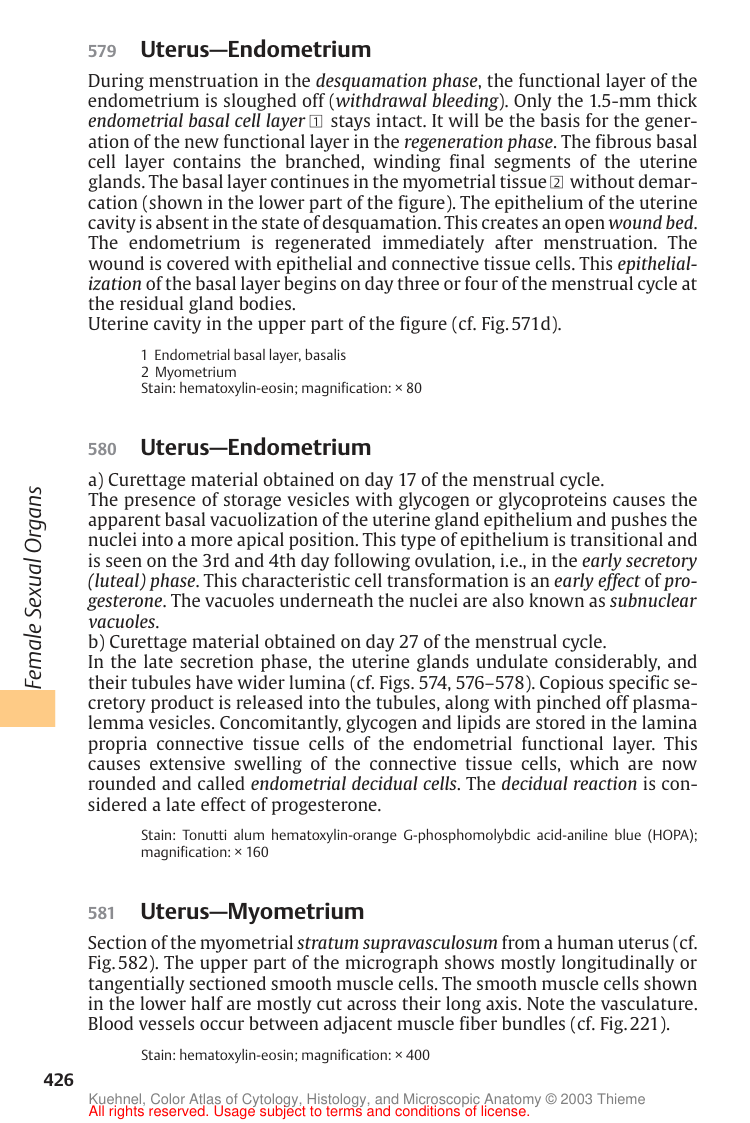 579 Uterus—Endometrium
During menstruation in the desquamation phase, the functional layer of the
endometrium is sloughed off (withdrawal bleeding). Only the 1.5-mm thick
endometrial basal cell layer 1 stays intact. It will be the basis for the gener-
ation of the new functional layer in the regeneration phase. The fibrous basal
cell layer contains the branched, winding final segments of the uterine
glands. The basal layer continues in the myometrial tissue 2 without demar-
cation (shown in the lower part of the figure). The epithelium of the uterine
cavity is absent in the state of desquamation. This creates an open wound bed.
The endometrium is regenerated immediately after menstruation. The
wound is covered with epithelial and connective tissue cells. This epithelial-
ization of the basal layer begins on day three or four of the menstrual cycle at
the residual gland bodies.
Uterine cavity in the upper part of the figure (cf. Fig. 571d).
1 Endometrial basal layer, basalis
2 Myometrium
Stain: hematoxylin-eosin; magnification: × 80
580 Uterus—Endometrium
a) Curettage material obtained on day 17 of the menstrual cycle.
The presence of storage vesicles with glycogen or glycoproteins causes the
apparent basal vacuolization of the uterine gland epithelium and pushes the
nuclei into a more apical position. This type of epithelium is transitional and
is seen on the 3rd and 4th day following ovulation, i.e., in the early secretory
(luteal) phase. This characteristic cell transformation is an early effect of pro-
gesterone. The vacuoles underneath the nuclei are also known as subnuclear
vacuoles.
b) Curettage material obtained on day 27 of the menstrual cycle.
In the late secretion phase, the uterine glands undulate considerably, and
their tubules have wider lumina (cf. Figs. 574, 576–578). Copious specific se-
cretory product is released into the tubules, along with pinched off plasma-
lemma vesicles. Concomitantly, glycogen and lipids are stored in the lamina
propria connective tissue cells of the endometrial functional layer. This
causes extensive swelling of the connective tissue cells, which are now
rounded and called endometrial decidual cells. The decidual reaction is con-
sidered a late effect of progesterone.
Stain: Tonutti alum hematoxylin-orange G-phosphomolybdic acid-aniline blue (HOPA);
magnification: × 160
581 Uterus—Myometrium
Section of the myometrial stratum supravasculosum from a human uterus (cf.
Fig. 582). The upper part of the micrograph shows mostly longitudinally or
tangentially sectioned smooth muscle cells. The smooth muscle cells shown
in the lower half are mostly cut across their long axis. Note the vasculature.
Blood vessels occur between adjacent muscle fiber bundles (cf. Fig. 221).
Stain: hematoxylin-eosin; magnification: × 400
Female Sexual Organs
426
Kuehnel, Color Atlas of Cytology, Histology, and Microscopic Anatomy © 2003 Thieme
All rights reserved. Usage subject to terms and conditions of license.